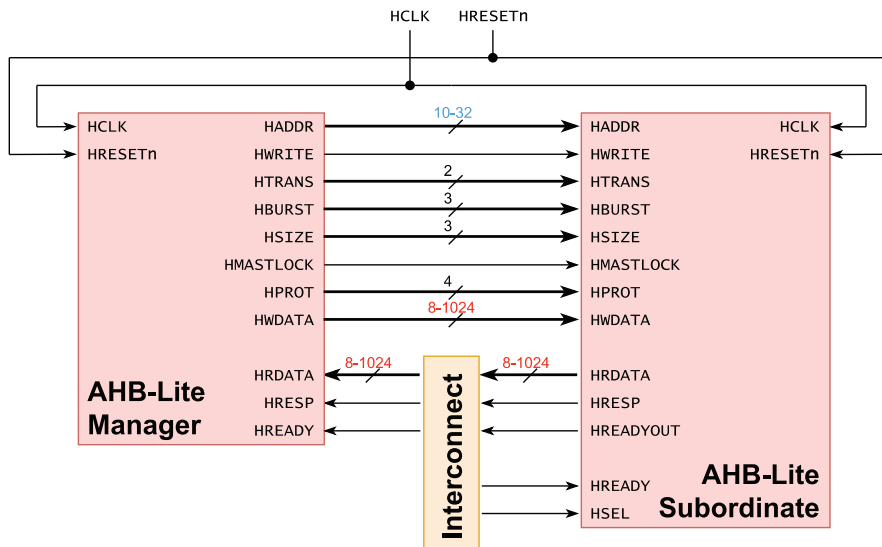 HCLK HRESETn
HCLK HADDR 10-32 HADDR HCLK
HRESETn HWRITE HWRITE HRESETn
HTRANS 2 HTRANS
HBURST 3 HBURST
HSIZE 3 HSIZE
HMASTLOCK HMASTLOCK
HPROT 4 HPROT
HWDATA 8-1024 HWDATA
HRDATA 8-1024 8-1024 HRDATA
HRESP HRESP
HREADY HREADYOUT
AHB-Lite
Manager
Interconnect
HREADY
HSEL
AHB-Lite
Subordinate